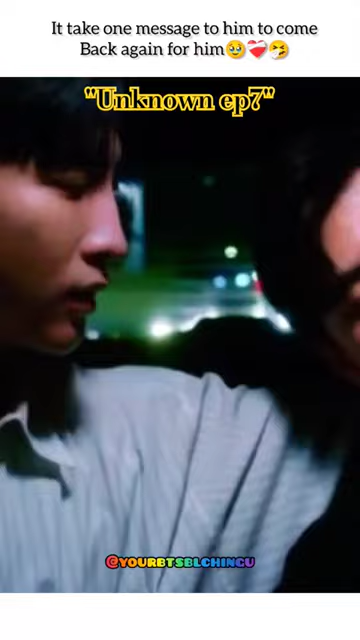 It take one message to him to come
Back again for him🥹❤️‍🩹🤧
"Unknown ep7"
@YOURBTSBLCHINGU